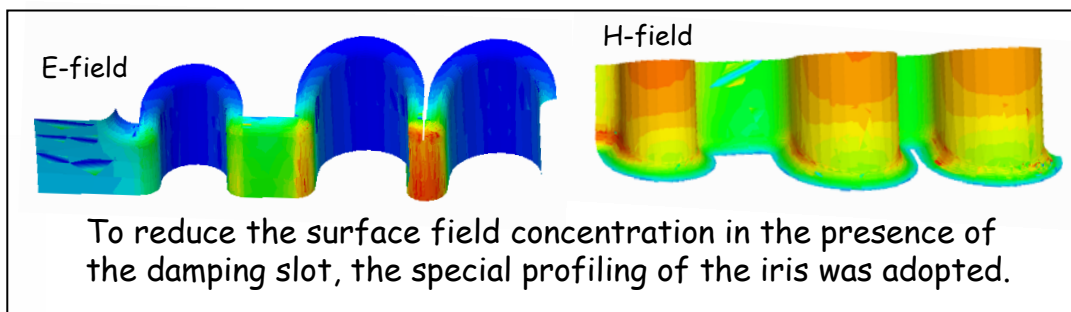 E-field
H-field
To reduce the surface field concentration in the presence of
the damping slot, the special profiling of the iris was adopted.